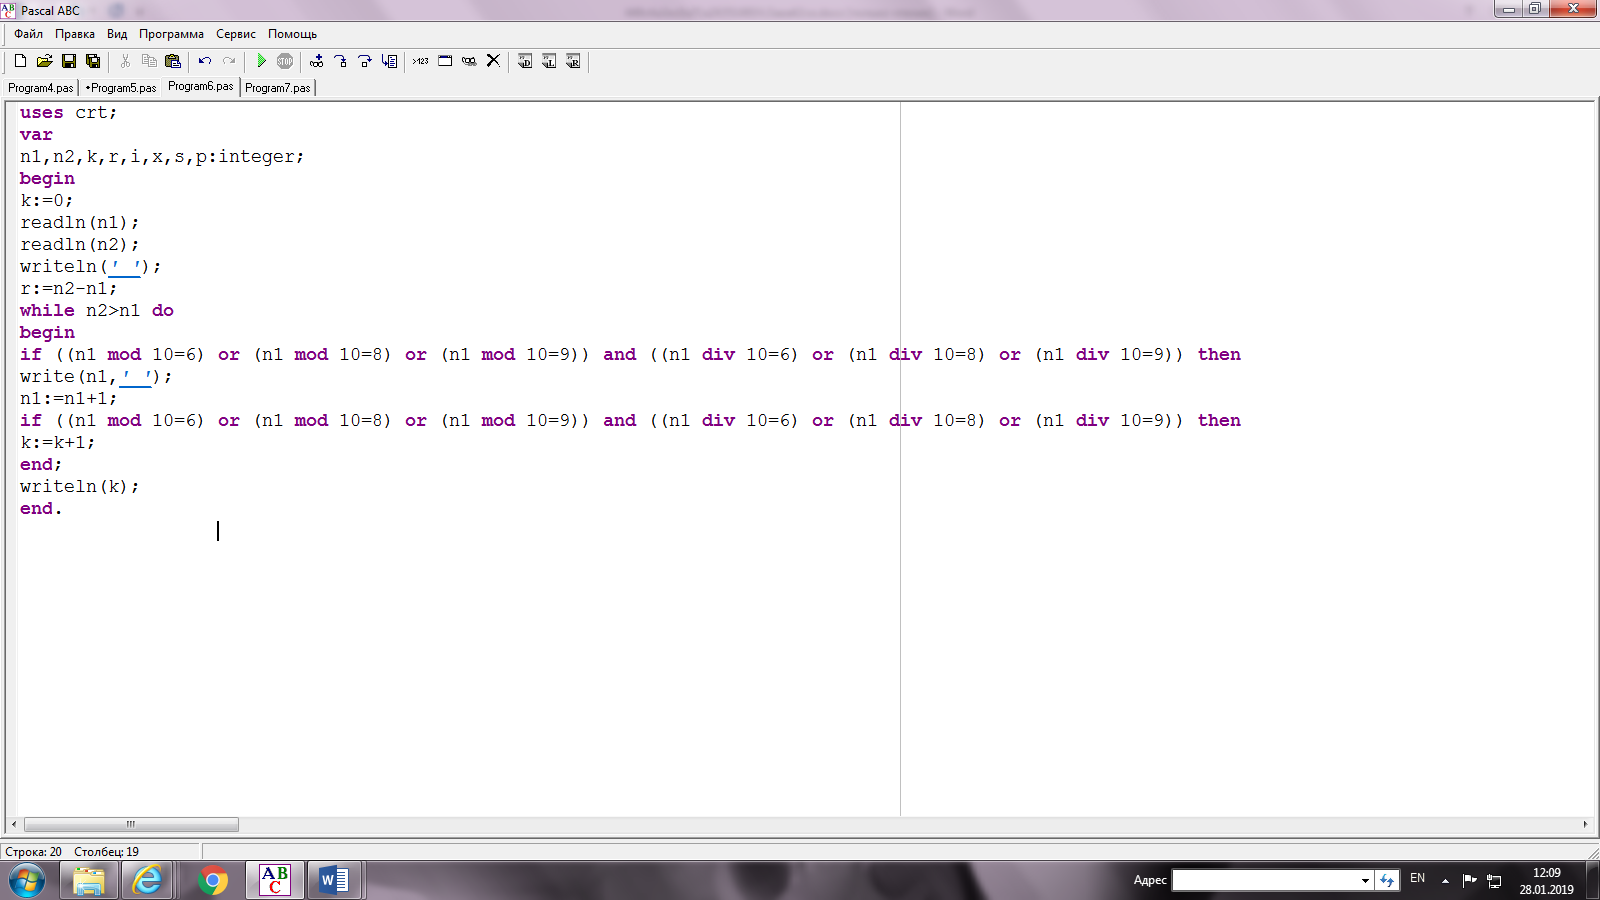 Pascal ABC
Файл Правка Вид Программа Сервис Помощь
STOP >123 D L R
Program4.pas •Program5.pas Program6.pas Program7.pas
uses crt;
var
n1,n2,k,r,i,x,s,p:integer;
begin
k:=0;
readln(n1);
readln(n2);
writeln(' ');
r:=n2-n1;
while n2>n1 do
begin
if ((n1 mod 10=6) or (n1 mod 10=8) or (n1 mod 10=9)) and ((n1 div 10=6) or (n1 div 10=8) or (n1 div 10=9)) then
write(n1,' ');
n1:=n1+1;
if ((n1 mod 10=6) or (n1 mod 10=8) or (n1 mod 10=9)) and ((n1 div 10=6) or (n1 div 10=8) or (n1 div 10=9)) then
k:=k+1;
end;
writeln(k);
end.
Строка: 20 Столбец: 19
ABC W Адрес EN 12:09
28.01.2019